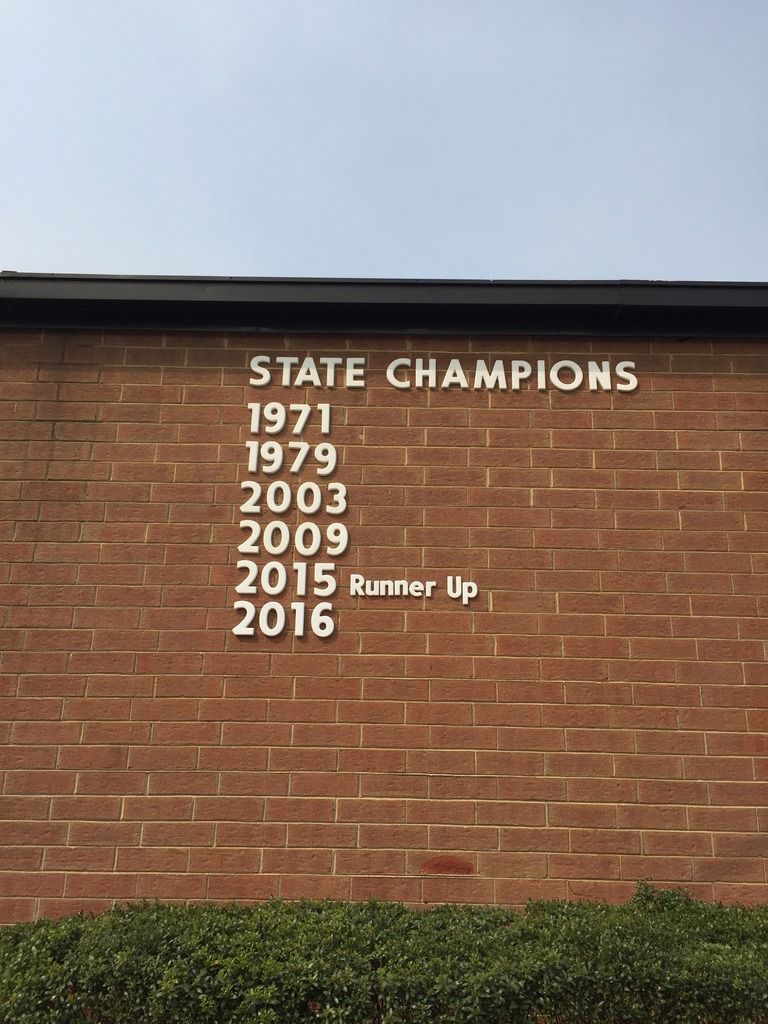 STATE CHAMPIONS
1971
1979
2003
2009
2015 Runner Up
2016